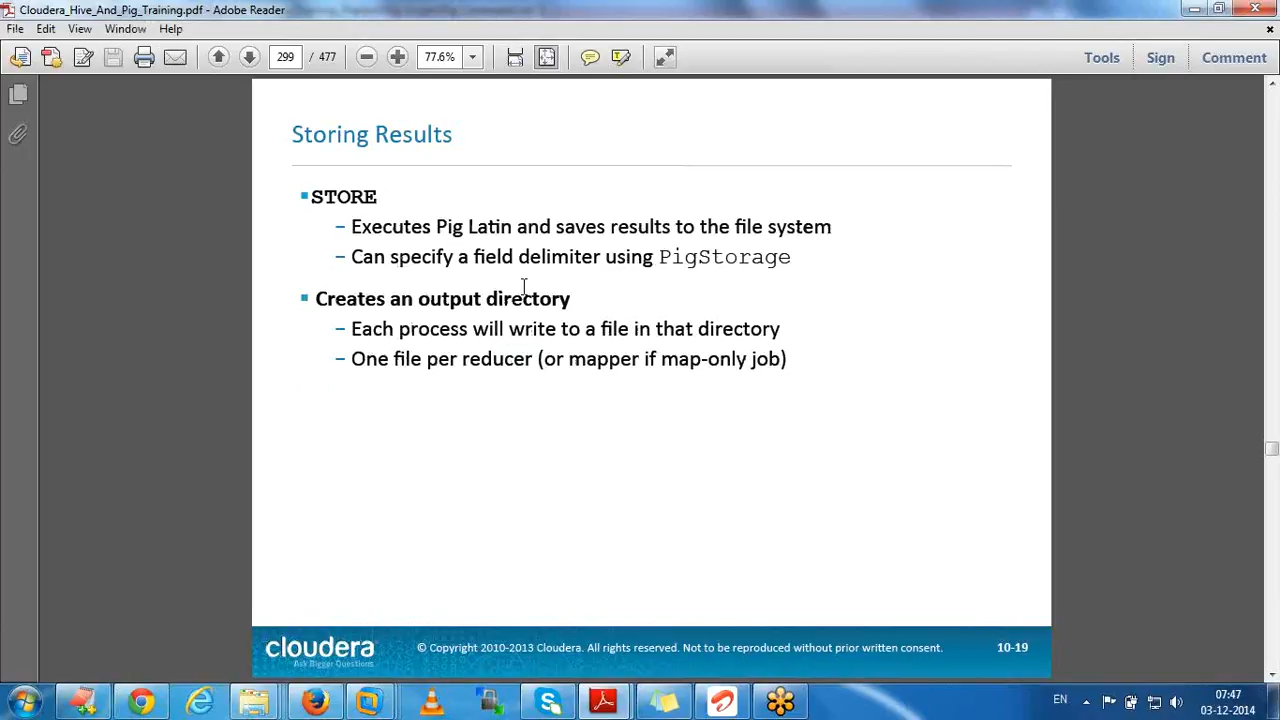 Cloudera_Hive_And_Pig_Training.pdf - Adobe Reader
File Edit View Window Help
299 / 477 77.6% Tools Sign Comment
Storing Results
STORE
– Executes Pig Latin and saves results to the file system
– Can specify a field delimiter using PigStorage
Creates an output directory
– Each process will write to a file in that directory
– One file per reducer (or mapper if map-only job)
cloudera
Ask Bigger Questions
© Copyright 2010-2013 Cloudera. All rights reserved. Not to be reproduced without prior written consent.
10-19
EN
07:47
03-12-2014